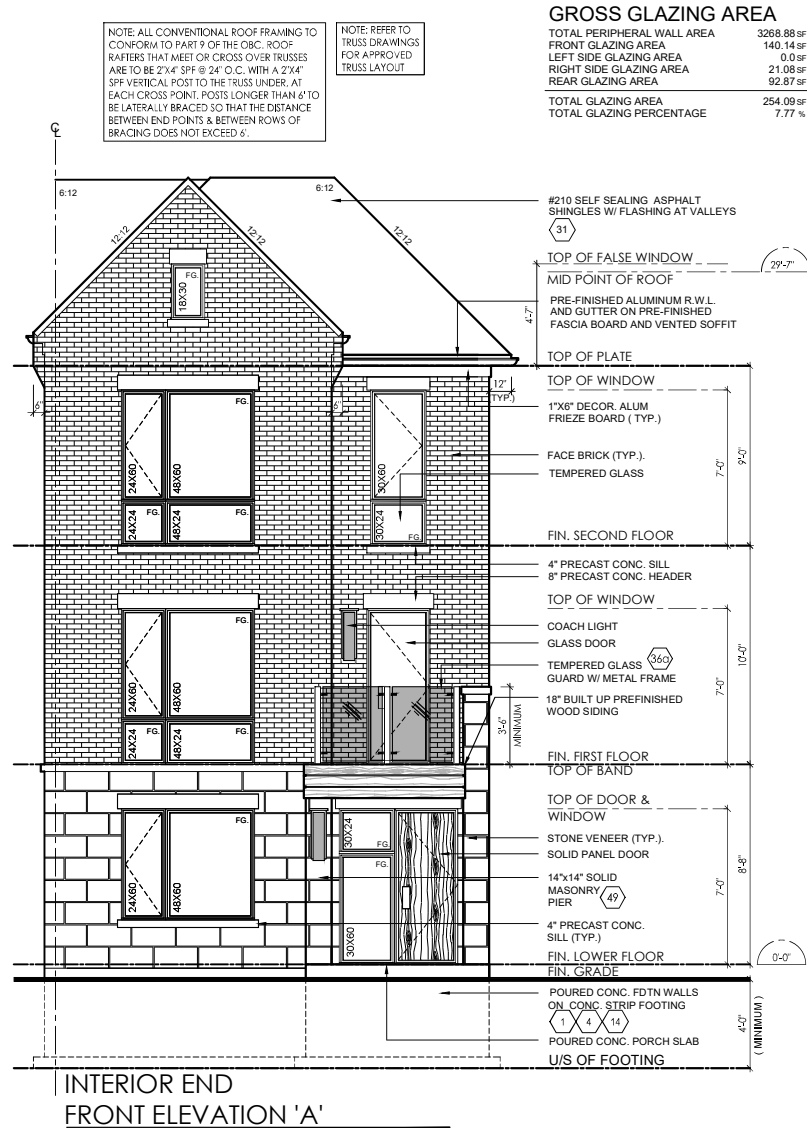 NOTE: ALL CONVENTIONAL ROOF FRAMING TO
CONFORM TO PART 9 OF THE OBC. ROOF
RAFTERS THAT MEET OR CROSS OVER TRUSSES
ARE TO BE 2"X4" SPF @ 24" O.C. WITH A 2"X4"
SPF VERTICAL POST TO THE TRUSS UNDER, AT
EACH CROSS POINT. POSTS LONGER THAN 6' TO
BE LATERALLY BRACED SO THAT THE DISTANCE
BETWEEN END POINTS & BETWEEN ROWS OF
BRACING DOES NOT EXCEED 6'.
NOTE: REFER TO
TRUSS DRAWINGS
FOR APPROVED
TRUSS LAYOUT
GROSS GLAZING AREA
TOTAL PERIPHERAL WALL AREA 3268.88 SF
FRONT GLAZING AREA 140.14 SF
LEFT SIDE GLAZING AREA 0.0 SF
RIGHT SIDE GLAZING AREA 21.08 SF
REAR GLAZING AREA 92.87 SF
TOTAL GLAZING AREA 254.09 SF
TOTAL GLAZING PERCENTAGE 7.77 %
6:12
12:12
12:12
6:12
12:12
#210 SELF SEALING ASPHALT
SHINGLES W/ FLASHING AT VALLEYS
31
TOP OF FALSE WINDOW
29'-7"
MID POINT OF ROOF
FG.
18X30
4'-7"
PRE-FINISHED ALUMINUM R.W.L.
AND GUTTER ON PRE-FINISHED
FASCIA BOARD AND VENTED SOFFIT
TOP OF PLATE
TOP OF WINDOW
12"
(TYP.)
6"
6"
1"X6" DECOR. ALUM
FRIEZE BOARD ( TYP.)
FG.
24X60
48X60
30X60
FACE BRICK (TYP.).
TEMPERED GLASS
7'-0"
9'-0"
24X24 FG.
48X24 FG.
30X24 FG.
FIN. SECOND FLOOR
4" PRECAST CONC. SILL
8" PRECAST CONC. HEADER
TOP OF WINDOW
COACH LIGHT
GLASS DOOR
FG.
24X60
48X60
TEMPERED GLASS
GUARD W/ METAL FRAME
36a
18" BUILT UP PREFINISHED
WOOD SIDING
3'-6"
MINIMUM
7'-0"
10'-0"
24X24 FG.
48X24 FG.
FIN. FIRST FLOOR
TOP OF BAND
TOP OF DOOR &
WINDOW
FG.
24X60
48X60
30X24
FG.
FG.
30X60
STONE VENEER (TYP.).
SOLID PANEL DOOR
14"x14" SOLID
MASONRY
PIER
49
7'-0"
8'-8"
4" PRECAST CONC.
SILL (TYP.)
FIN. LOWER FLOOR
0'-0"
FIN. GRADE
POURED CONC. FDTN WALLS
ON CONC. STRIP FOOTING
1 4 14
POURED CONC. PORCH SLAB
4'-0"
( MINIMUM )
U/S OF FOOTING
INTERIOR END
FRONT ELEVATION 'A'